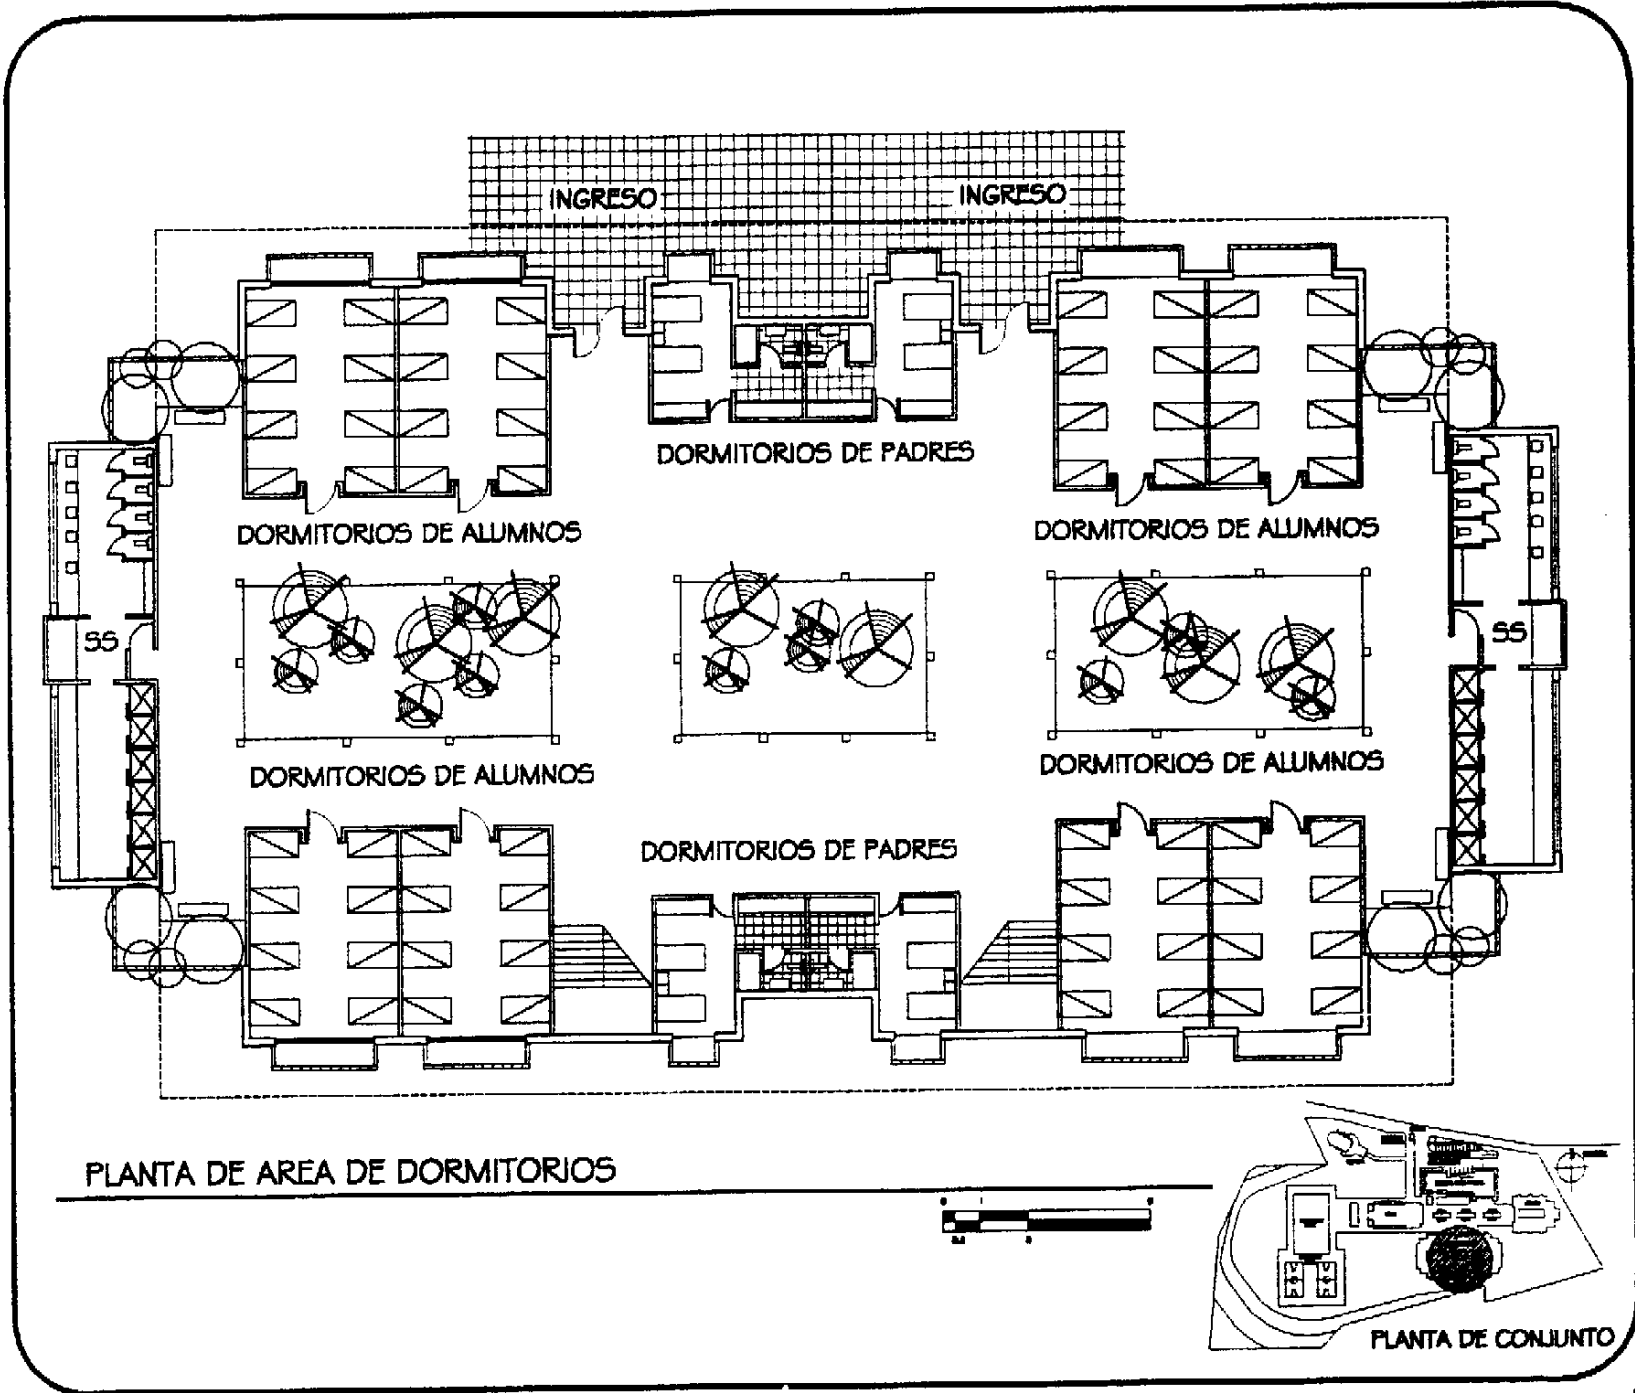 INGRESO
INGRESO
DORMITORIOS DE PADRES
DORMITORIOS DE ALUMNOS
DORMITORIOS DE ALUMNOS
SS
SS
DORMITORIOS DE ALUMNOS
DORMITORIOS DE ALUMNOS
DORMITORIOS DE PADRES
PLANTA DE AREA DE DORMITORIOS
PLANTA DE CONJUNTO